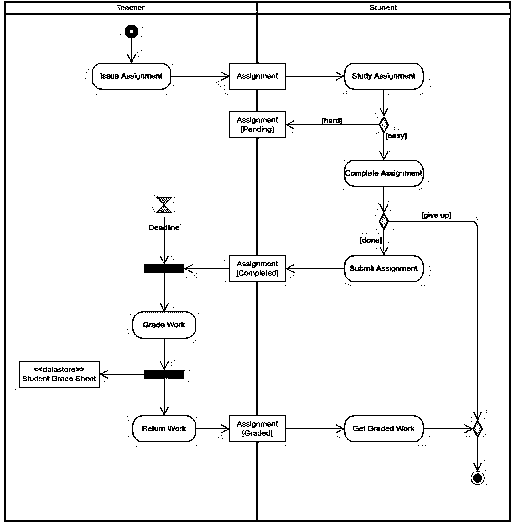 Teacher
Student
Issue Assignment
Assignment
Study Assignment
Assignment
[Pending]
[hard]
[easy]
Complete Assignment
Deadline
[give up]
[done]
Assignment
[Completed]
Submit Assignment
Grade Work
<<datastore>>
Student Grade Sheet
Return Work
Assignment
[Graded]
Get Graded Work